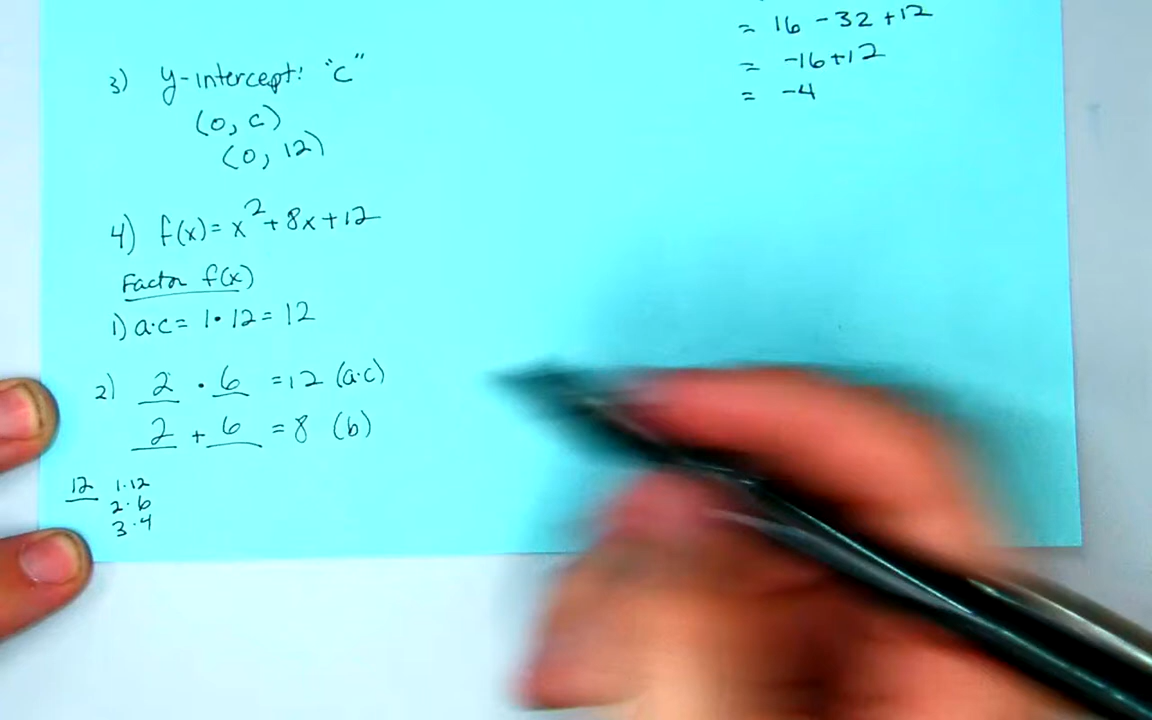 = 16 - 32 + 12
= -16 + 12
= -4
3) y-intercept: "c"
(0, c)
(0, 12)
4) f(x) = x² + 8x + 12
Factor f(x)
1) a·c = 1 · 12 = 12
2) 2 · 6 = 12 (a·c)
2 + 6 = 8 (b)
12 1·12
2·6
3·4